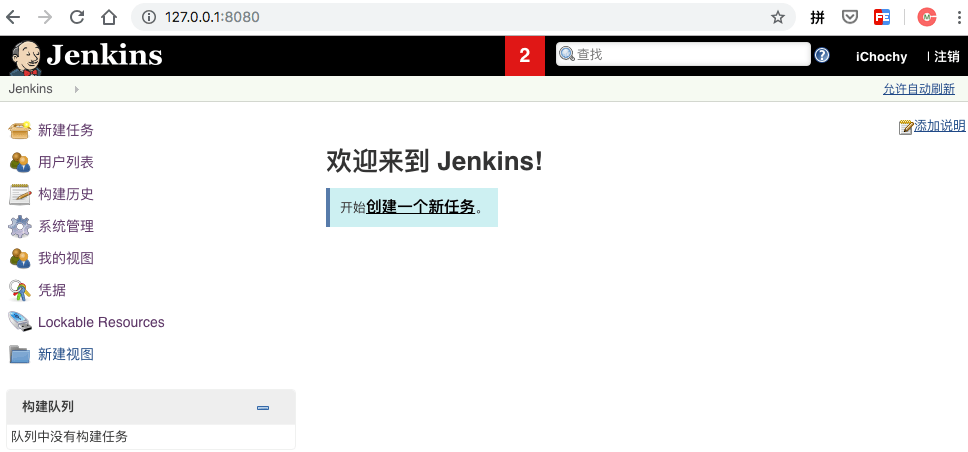 127.0.0.1:8080
拼
FE
Jenkins
2
查找
iChochy
注销
Jenkins
允许自动刷新
添加说明
新建任务
用户列表
构建历史
系统管理
我的视图
凭据
Lockable Resources
新建视图
欢迎来到 Jenkins!
开始创建一个新任务。
构建队列
队列中没有构建任务